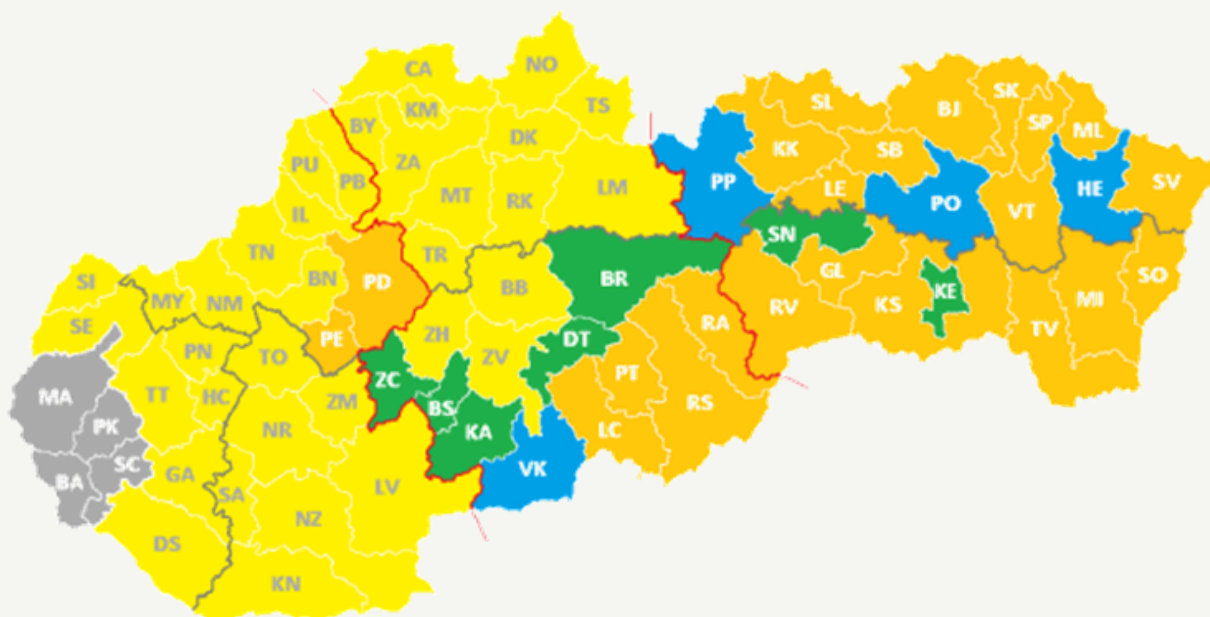 NO
CA
TS
KM
SL
SK
BJ
SP
BY
DK
ML
ZA
KK
SB
PU
PB
PP
HE
SV
MT
RK
LM
LE
PO
IL
VT
SN
TN
TR
GL
BN
PD
BB
BR
SO
SI
MY
NM
RV
KS
KE
MI
SE
PE
ZH
RA
TV
PN
TO
ZV
DT
PT
MA
TT
HC
ZC
ZM
BS
RS
PK
NR
KA
LC
SC
BA
GA
SA
LV
VK
NZ
DS
KN